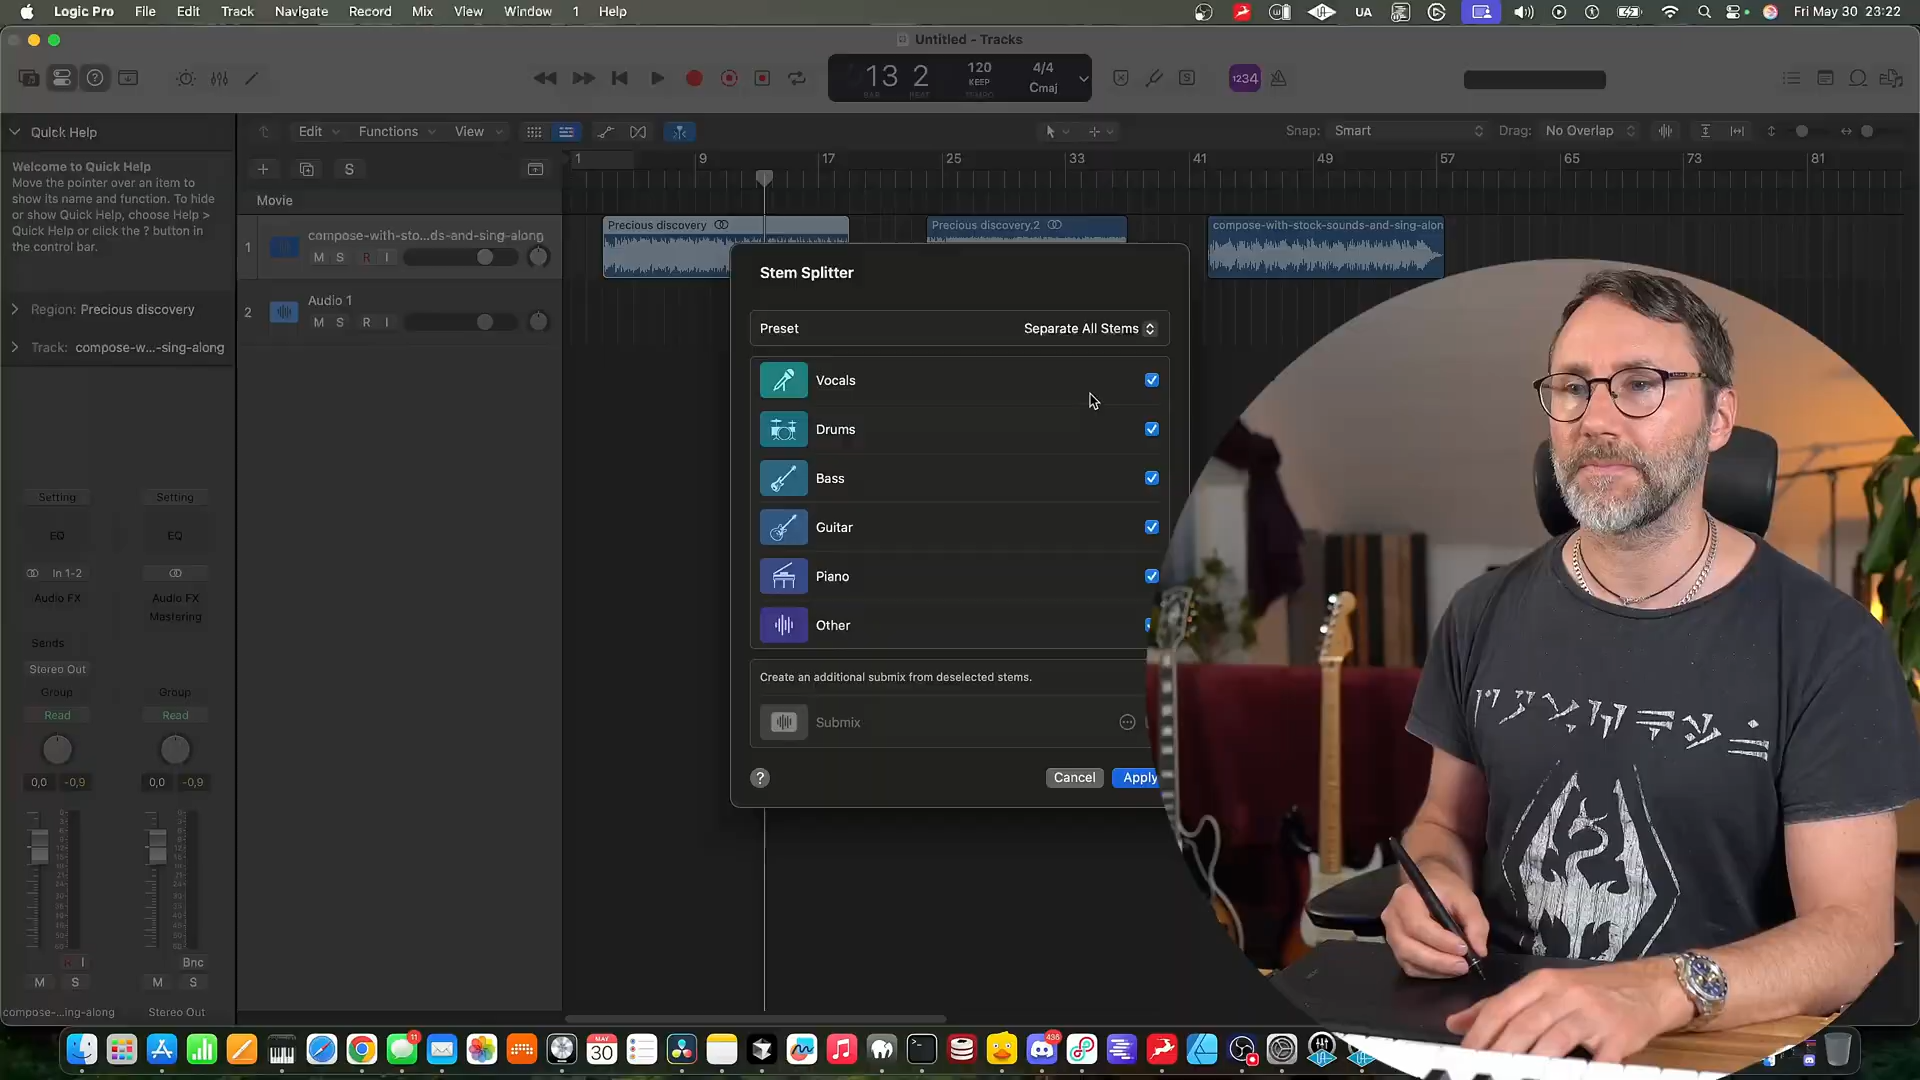 Logic Pro File Edit Track Navigate Record Mix View Window 1 Help
UA Fri May 30 23:22
Untitled - Tracks
13 2 120 4/4
BAR BEAT KEEP TEMPO Cmaj
S 1234
Quick Help
Edit Functions View
Snap: Smart Drag: No Overlap
Welcome to Quick Help
Move the pointer over an item to
show its name and function. To hide
or show Quick Help, choose Help >
Quick Help or click the ? button in
the control bar.
S
1 9 17 25 33 41 49 57 65 73 81
Movie
1 compose-with-sto...ds-and-sing-along
M S R I
Precious discovery
Precious discovery.2
compose-with-stock-sounds-and-sing-alon
2 Audio 1
M S R I
Region: Precious discovery
Track: compose-w...-sing-along
Stem Splitter
Preset Separate All Stems
Vocals
Drums
Bass
Guitar
Piano
Other
Create an additional submix from deselected stems.
Submix
? Cancel Apply
Setting Setting
EQ EQ
In 1-2
Audio FX Audio FX
Mastering
Sends
Stereo Out
Group Group
Read Read
0,0 -0,9 0,0 -0,9
R I Bnc
M S M S
compose-...ing-along Stereo Out
11
MAY
30
436